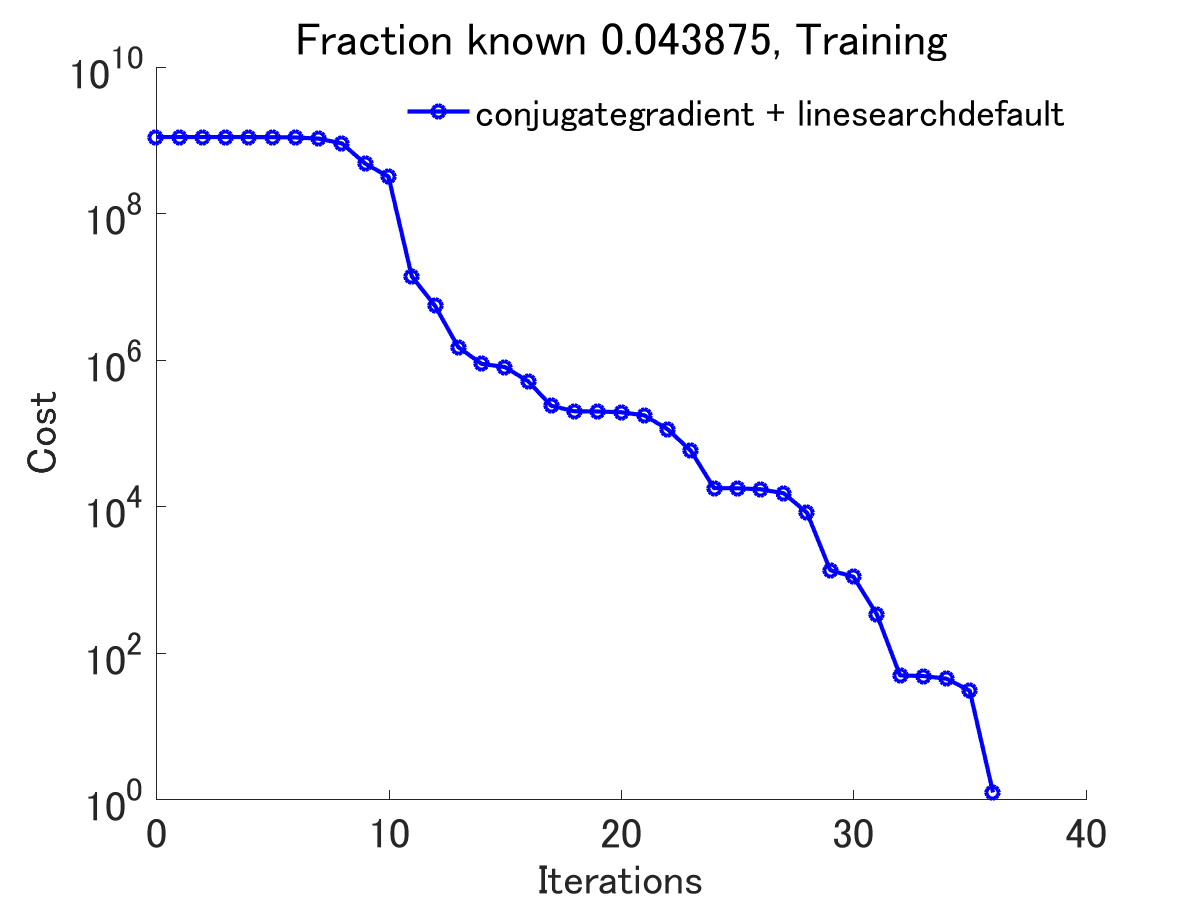 Fraction known 0.043875, Training
conjugategradient + linesearchdefault
10^10
10^8
10^6
10^4
10^2
10^0
Cost
0 10 20 30 40
Iterations